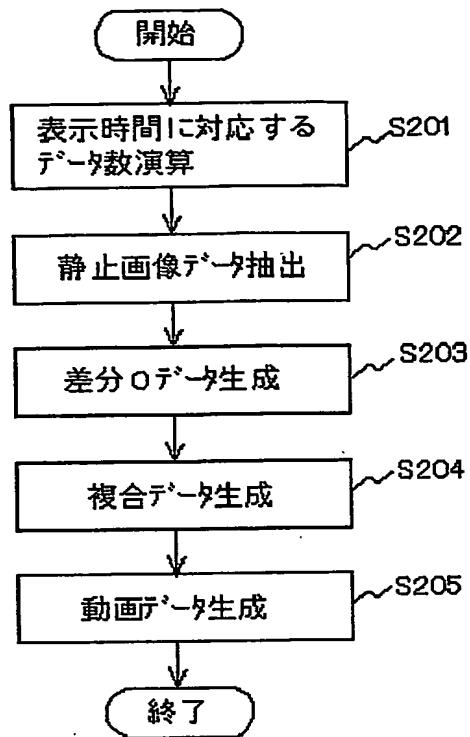 開始
表示時間に対応する
データ数演算
S201
静止画像データ抽出
S202
差分0データ生成
S203
複合データ生成
S204
動画データ生成
S205
終了